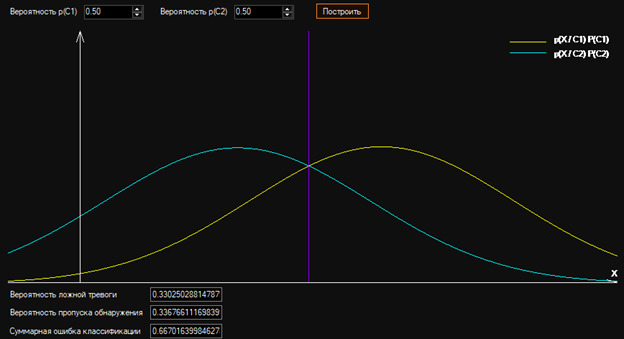 Вероятность p(C1) 0.50 Вероятность p(C2) 0.50 Построить
p(X / C1) P(C1)
p(X / C2) P(C2)
X
Вероятность ложной тревоги 0.33025028814787
Вероятность пропуска обнаружения 0.33676611169839
Суммарная ошибка классификации 0.66701639984627